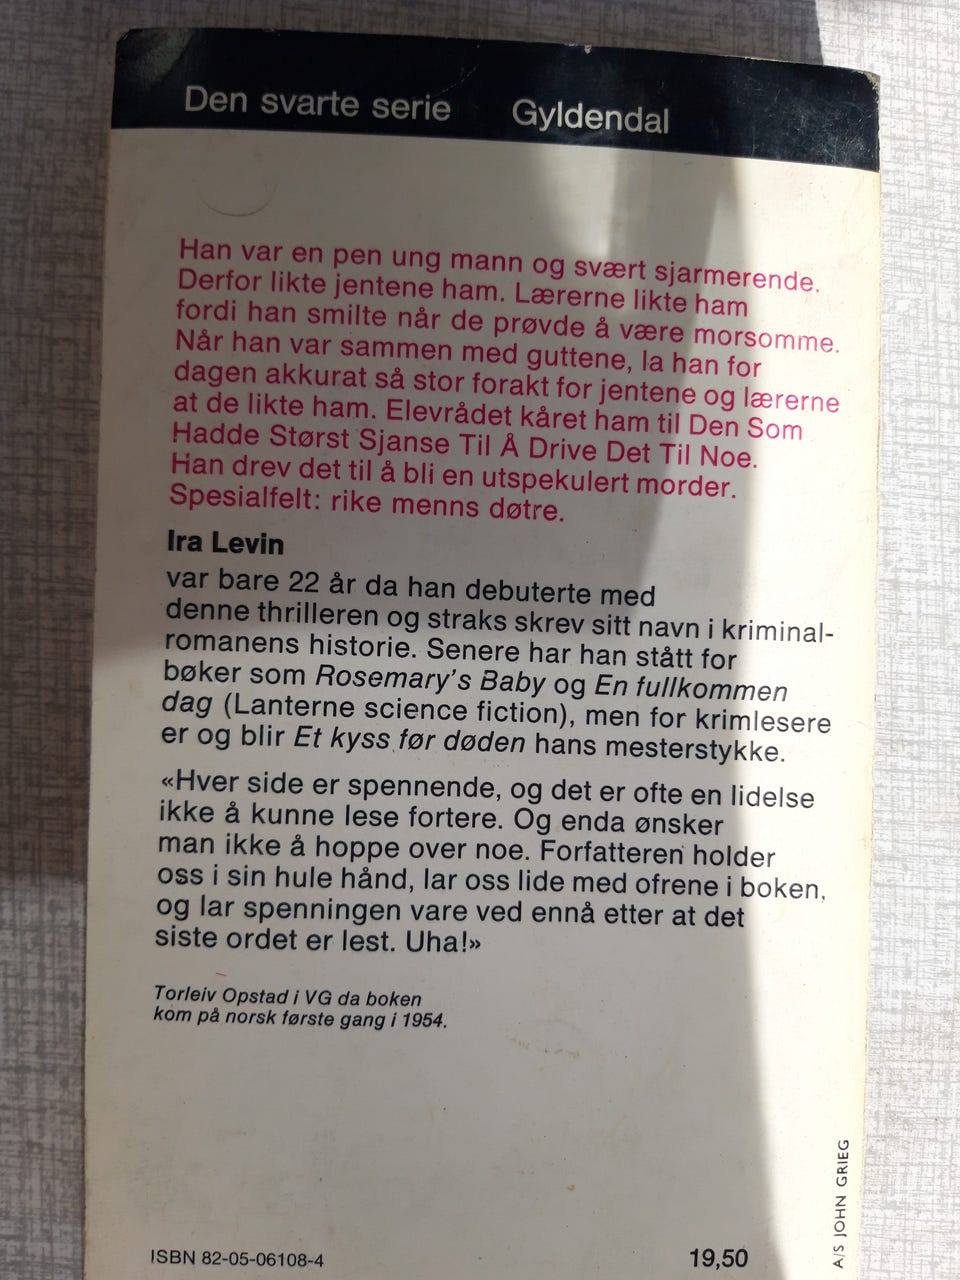 Den svarte serie Gyldendal
Han var en pen ung mann og svært sjarmerende.
Derfor likte jentene ham. Lærerne likte ham
fordi han smilte når de prøvde å være morsomme.
Når han var sammen med guttene, la han for
dagen akkurat så stor forakt for jentene og lærerne
at de likte ham. Elevrådet kåret ham til Den Som
Hadde Størst Sjanse Til Å Drive Det Til Noe.
Han drev det til å bli en utspekulert morder.
Spesialfelt: rike menns døtre.
Ira Levin
var bare 22 år da han debuterte med
denne thrilleren og straks skrev sitt navn i kriminal-
romanens historie. Senere har han stått for
bøker som Rosemary's Baby og En fullkommen
dag (Lanterne science fiction), men for krimlesere
er og blir Et kyss før døden hans mesterstykke.
«Hver side er spennende, og det er ofte en lidelse
ikke å kunne lese fortere. Og enda ønsker
man ikke å hoppe over noe. Forfatteren holder
oss i sin hule hånd, lar oss lide med ofrene i boken,
og lar spenningen vare ved ennå etter at det
siste ordet er lest. Uha!»
Torleiv Opstad i VG da boken
kom på norsk første gang i 1954.
ISBN 82-05-06108-4
19,50
A/S JOHN GRIEG